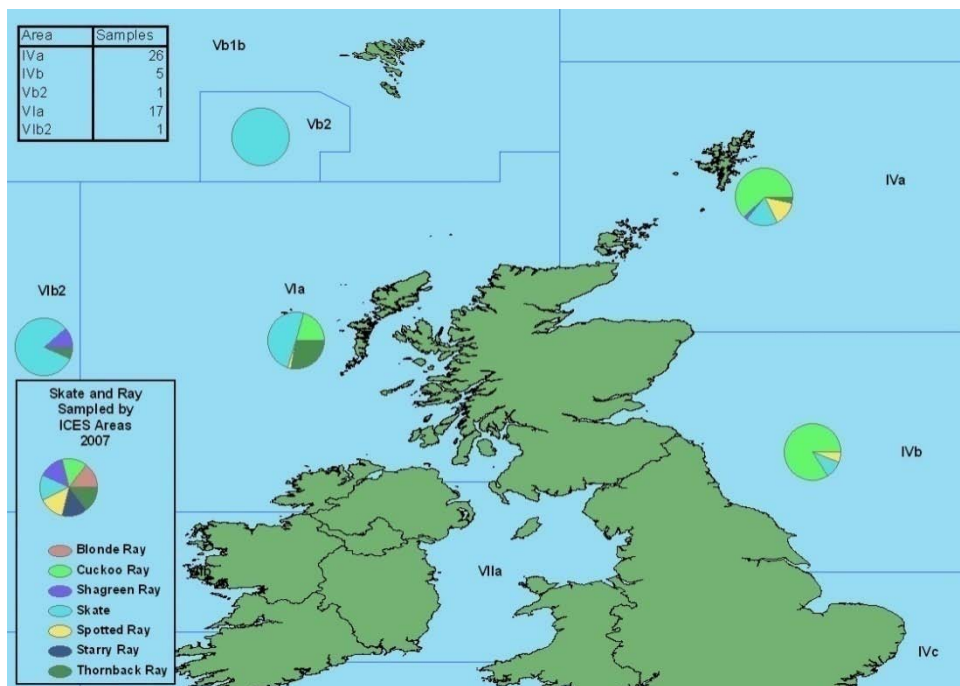 Area Samples
IVa 26
IVb 5
Vb2 1
VIa 17
VIb2 1
Vb1b
Vb2
IVa
VIb2
VIa
Skate and Ray
Sampled by
ICES Areas
2007
IVb
Blonde Ray
Cuckoo Ray
Shagreen Ray
Skate
Spotted Ray
Starry Ray
Thornback Ray
VIIa
IVc